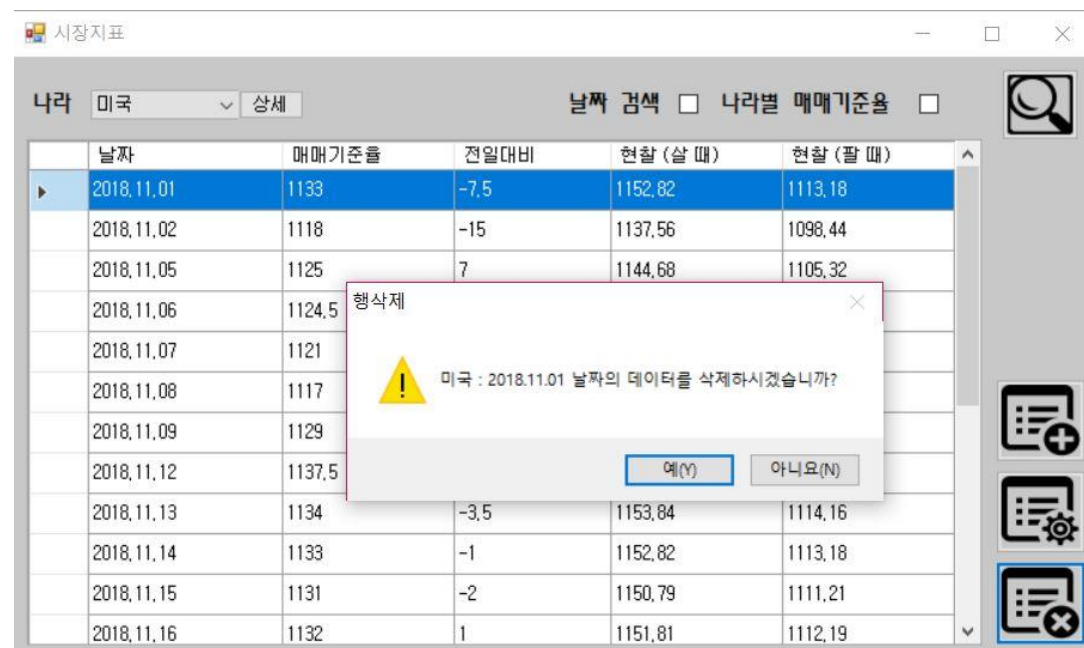 시장지표
나라 미국 상세 날짜 검색 나라별 매매기준율
날짜 매매기준율 전일대비 현찰 (살 때) 현찰 (팔 때)
2018.11.01 1133 -7.5 1152.82 1113.18
2018.11.02 1118 -15 1137.56 1098.44
2018.11.05 1125 7 1144.68 1105.32
2018.11.06 1124.5
2018.11.07 1121
2018.11.08 1117
2018.11.09 1129
2018.11.12 1137.5
행삭제
미국 : 2018.11.01 날짜의 데이터를 삭제하시겠습니까?
예(Y) 아니요(N)
2018.11.13 1134 -3.5 1153.84 1114.16
2018.11.14 1133 -1 1152.82 1113.18
2018.11.15 1131 -2 1150.79 1111.21
2018.11.16 1132 1 1151.81 1112.19